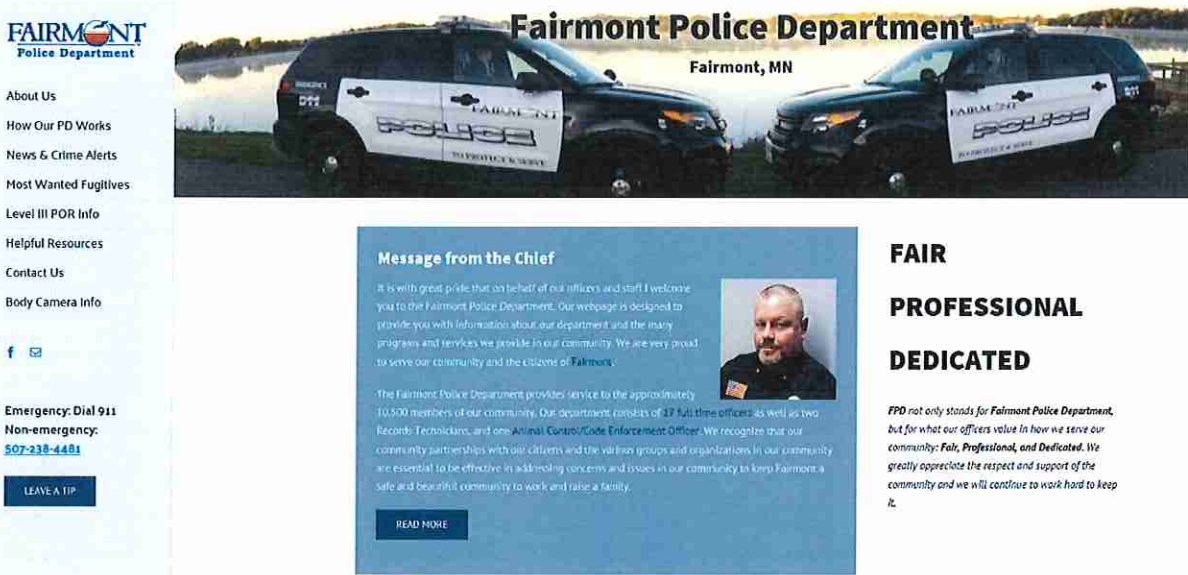 FAIRMONT
Police Department
About Us
How Our PD Works
News & Crime Alerts
Most Wanted Fugitives
Level III POR Info
Helpful Resources
Contact Us
Body Camera Info
f
Emergency: Dial 911
Non-emergency:
507-238-4481
LEAVE A TIP
Fairmont Police Department
Fairmont, MN
EMERGENCY
911
FAIRMONT
POLICE
TO PROTECT & SERVE
FAIRMONT
POLICE
TO PROTECT & SERVE
Message from the Chief
It is with great pride that on behalf of our officers and staff I welcome
you to the Fairmont Police Department. Our webpage is designed to
provide you with information about our department and the many
programs and services we provide in our community. We are very proud
to serve our community and the citizens of Fairmont.
The Fairmont Police Department provides service to the approximately
10,500 members of our community. Our department consists of 17 full time officers as well as two
Records Technicians, and one Animal Control/Code Enforcement Officer. We recognize that our
community partnerships with our citizens and the various groups and organizations in our community
are essential to be effective in addressing concerns and issues in our community to keep Fairmont a
safe and beautiful community to work and raise a family.
READ MORE
FAIR
PROFESSIONAL
DEDICATED
FPD not only stands for Fairmont Police Department,
but for what our officers value in how we serve our
community: Fair, Professional, and Dedicated. We
greatly appreciate the respect and support of the
community and we will continue to work hard to keep
it.